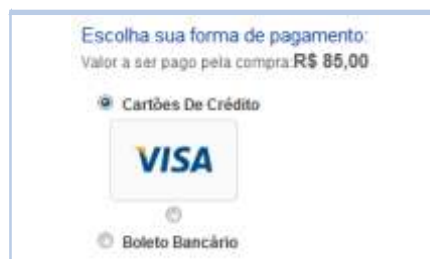 Escolha sua forma de pagamento:
Valor a ser pago pela compra:R$ 85,00
Cartões De Crédito
VISA
Boleto Bancário